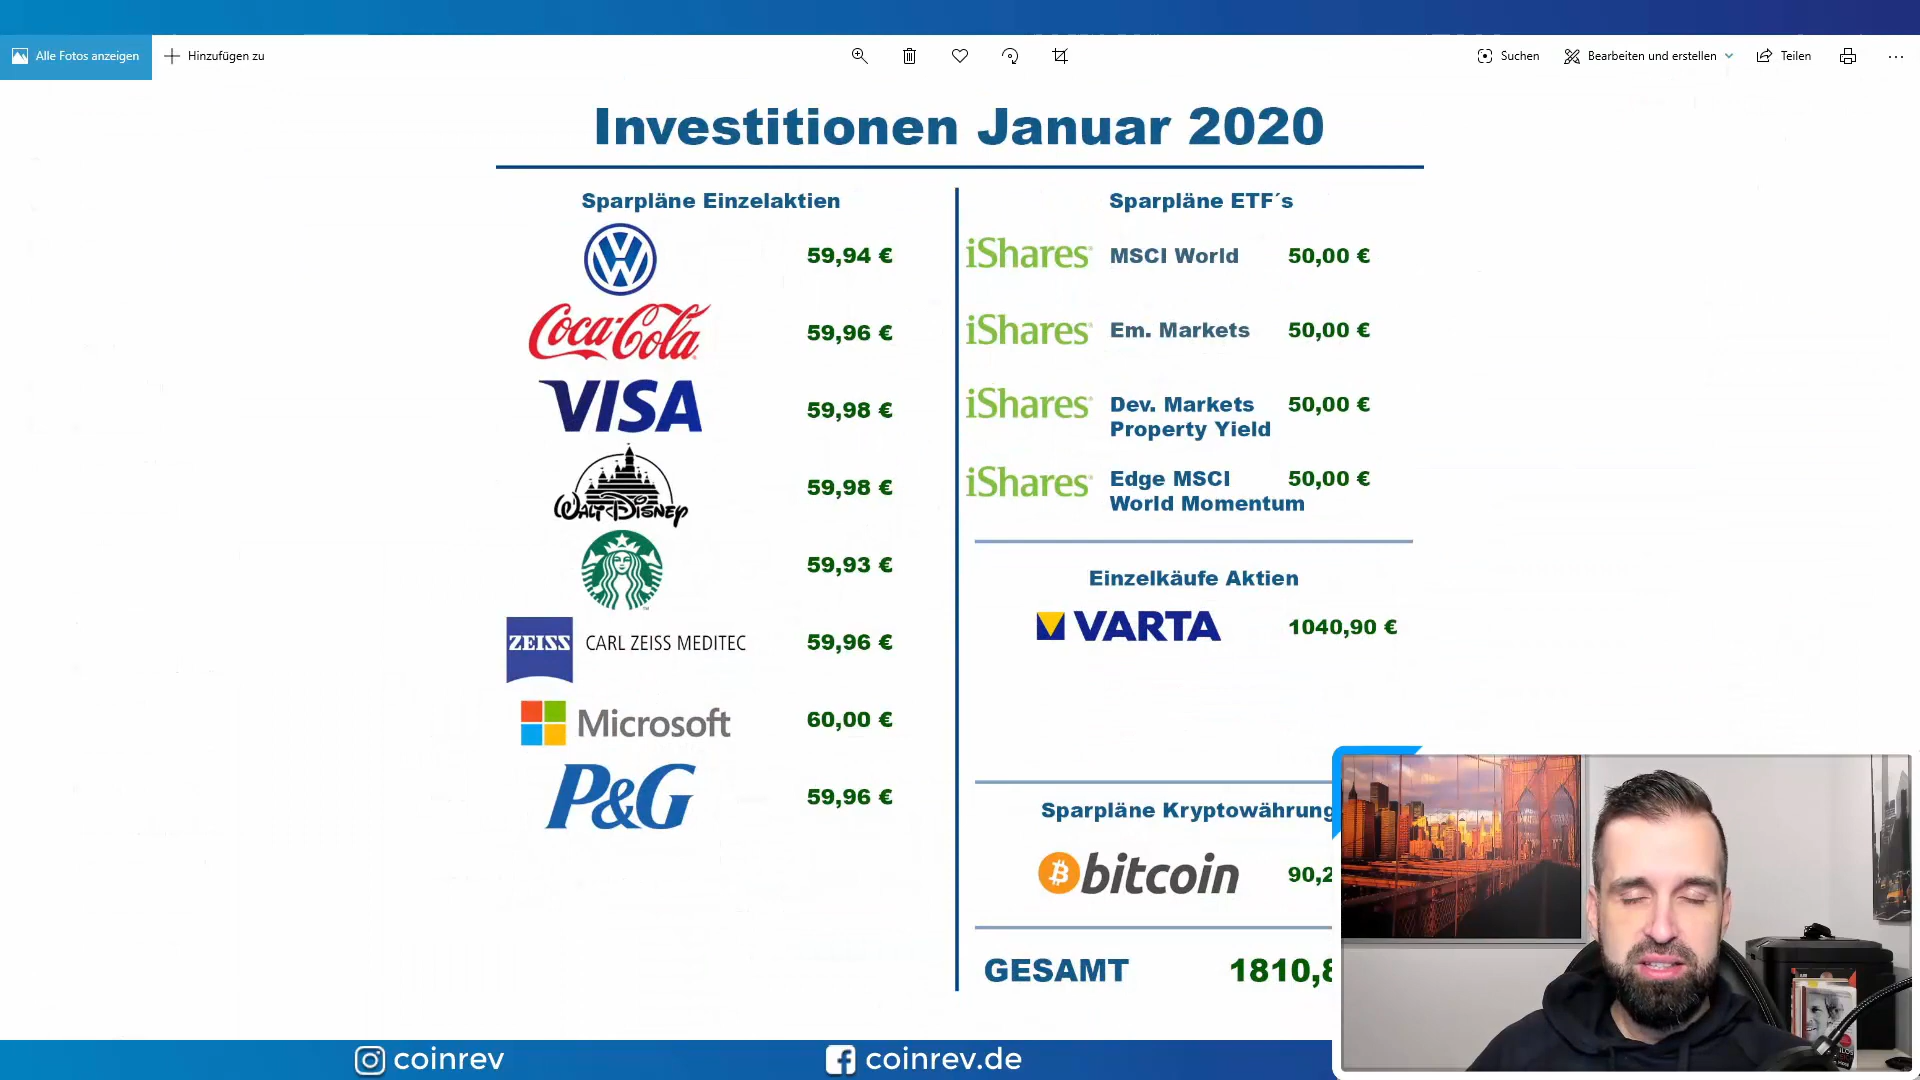 Alle Fotos anzeigen
Hinzufügen zu
Suchen
Bearbeiten und erstellen
Teilen
Investitionen Januar 2020
Sparpläne Einzelaktien
59,94 €
Coca-Cola
59,96 €
VISA
59,98 €
WALT DISNEY
59,98 €
59,93 €
ZEISS CARL ZEISS MEDITEC
59,96 €
Microsoft
60,00 €
P&G
59,96 €
Sparpläne ETF´s
iShares MSCI World 50,00 €
iShares Em. Markets 50,00 €
iShares Dev. Markets 50,00 €
Property Yield
iShares Edge MSCI 50,00 €
World Momentum
Einzelkäufe Aktien
VARTA 1040,90 €
Sparpläne Kryptowährung
bitcoin 90,2
GESAMT 1810,8
coinrev
coinrev.de